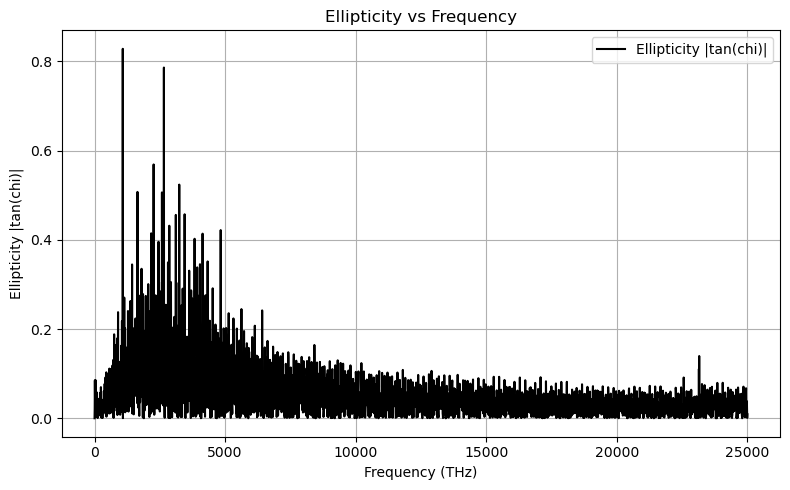 Ellipticity vs Frequency
Ellipticity |tan(chi)|
0.8
0.6
0.4
0.2
0.0
Ellipticity |tan(chi)|
0 5000 10000 15000 20000 25000
Frequency (THz)